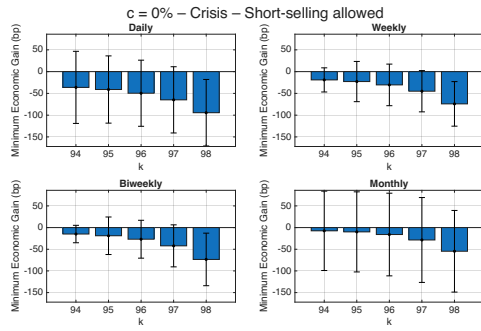 c = 0% – Crisis – Short-selling allowed
Daily
Minimum Economic Gain (bp)
50
0
-50
-100
-150
94 95 96 97 98
k
Weekly
Minimum Economic Gain (bp)
50
0
-50
-100
-150
94 95 96 97 98
k
Biweekly
Minimum Economic Gain (bp)
50
0
-50
-100
-150
94 95 96 97 98
k
Monthly
Minimum Economic Gain (bp)
50
0
-50
-100
-150
94 95 96 97 98
k